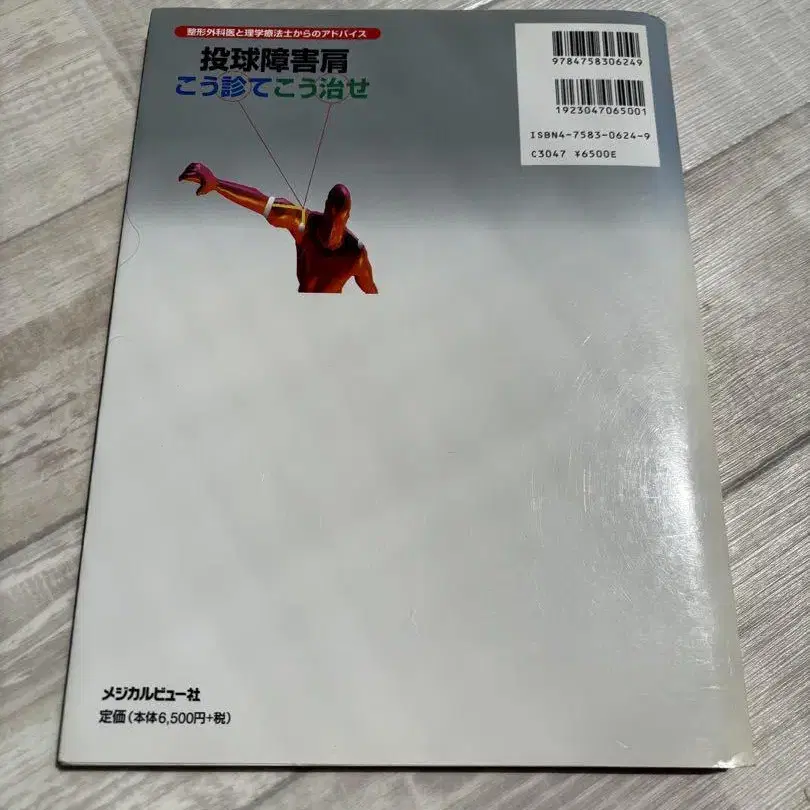 整形外科医と理学療法士からのアドバイス
投球障害肩
こう診てこう治せ
9784758306249
1923047065001
ISBN4-7583-0624-9
C3047 ¥6500E
メジカルビュー社
定価(本体6,500円+税)